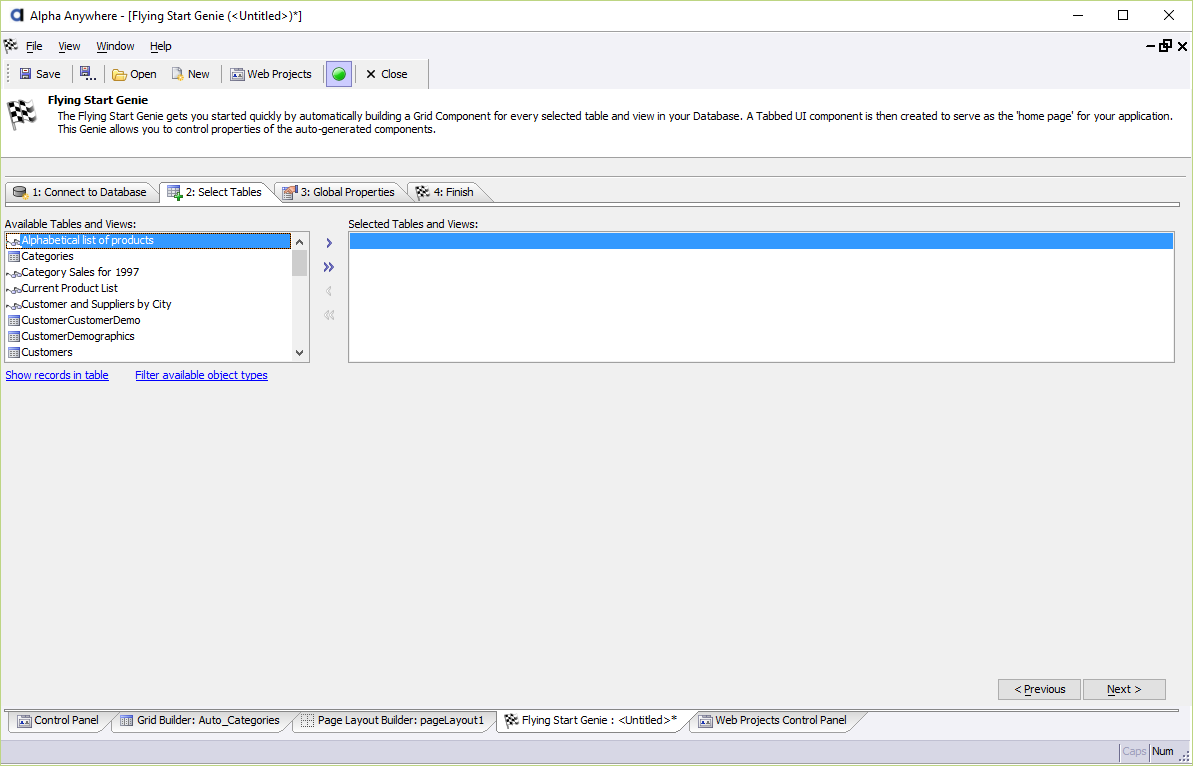 Alpha Anywhere - [Flying Start Genie (<Untitled>)*]
File View Window Help
Save Open New Web Projects Close
Flying Start Genie
The Flying Start Genie gets you started quickly by automatically building a Grid Component for every selected table and view in your Database. A Tabbed UI component is then created to serve as the 'home page' for your application.
This Genie allows you to control properties of the auto-generated components.
1: Connect to Database 2: Select Tables 3: Global Properties 4: Finish
Available Tables and Views: Selected Tables and Views:
Alphabetical list of products
Categories
Category Sales for 1997
Current Product List
Customer and Suppliers by City
CustomerCustomerDemo
CustomerDemographics
Customers
Show records in table Filter available object types
< Previous Next >
Control Panel Grid Builder: Auto_Categories Page Layout Builder: pageLayout1 Flying Start Genie : <Untitled>* Web Projects Control Panel
Caps Num